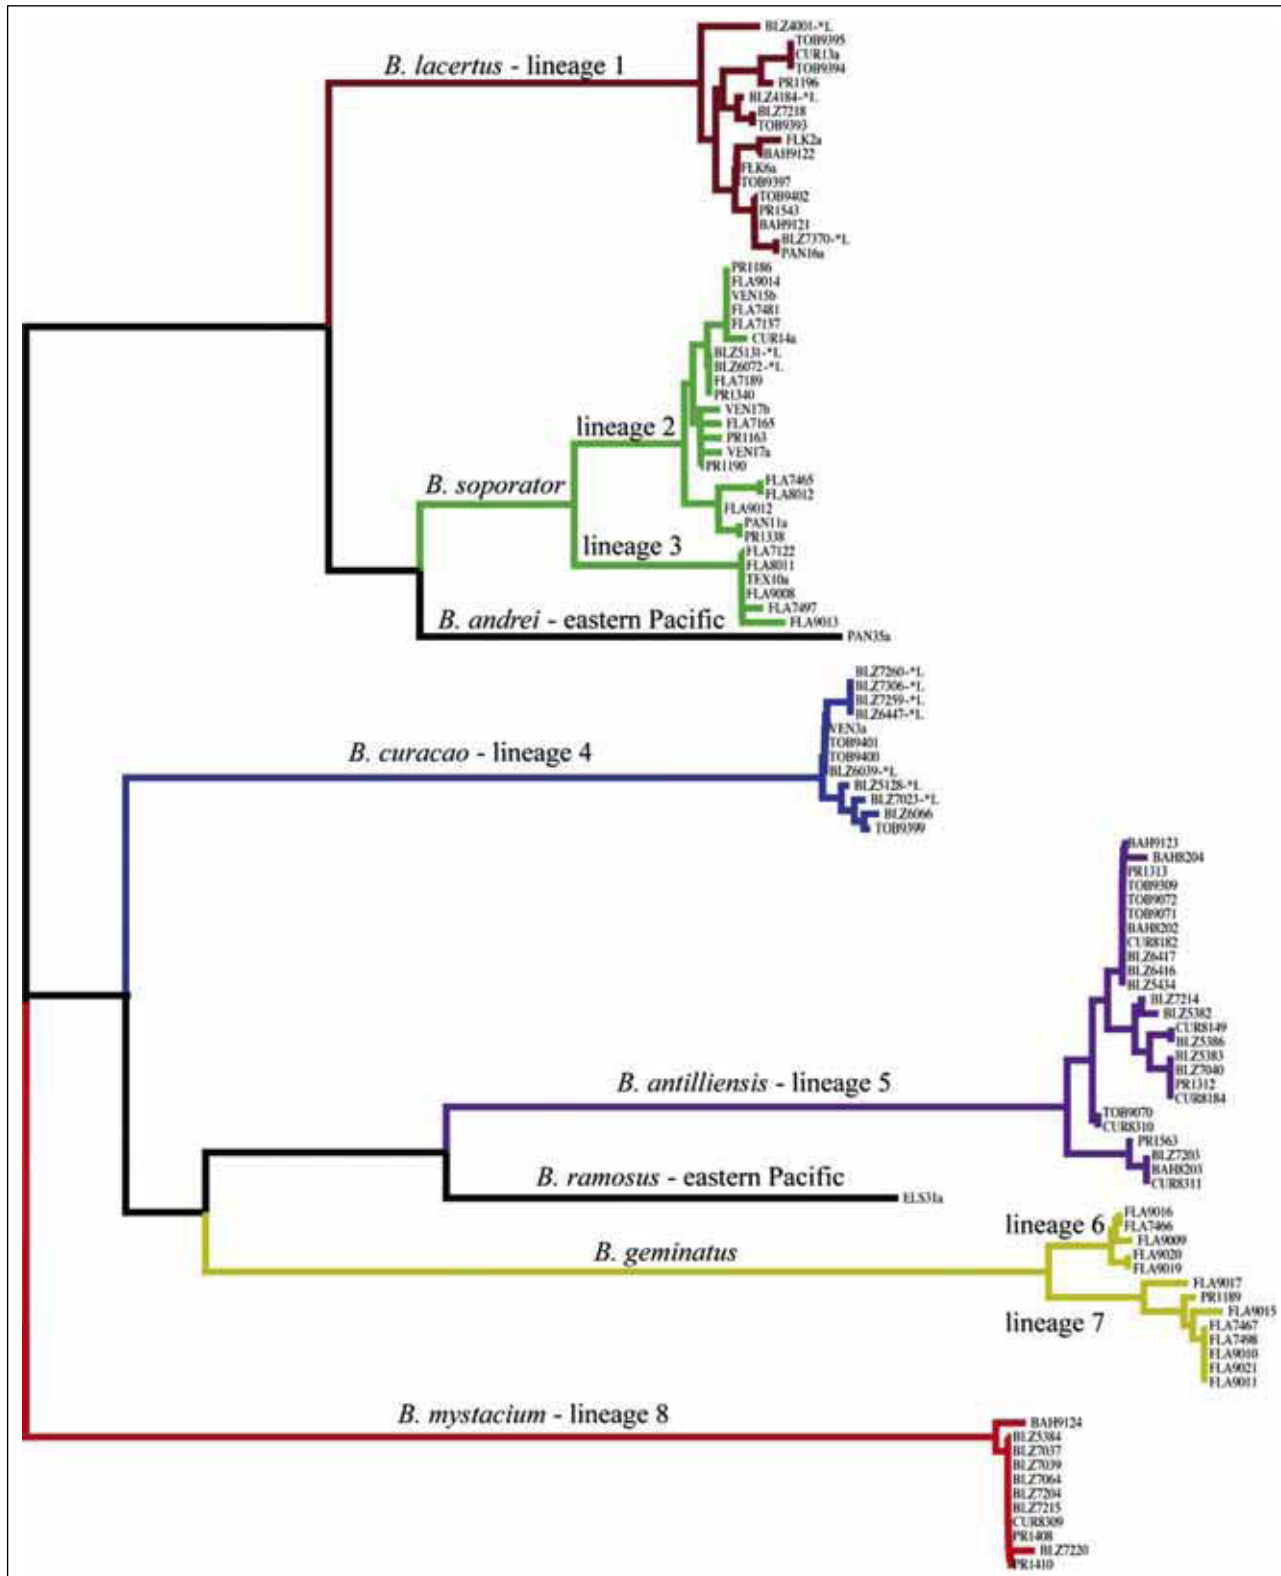 BLZ4001-*L
TOB9395
CUR13a
B. lacertus - lineage 1
TOB9394
PR1196
BLZ4184-*L
BLZ7218
TOB9393
FLK2a
BAH9122
FLK6a
TOB9397
TOB9402
PR1543
BAH9121
BLZ7370-*L
PAN16a
PR1186
FLA9014
VEN15b
FLA7481
FLA7137
CUR14a
BLZ5131-*L
BLZ6072-*L
FLA7189
PR1340
VEN17b
FLA7165
lineage 2
PR1163
VEN17a
PR1190
FLA7465
B. soporator
FLA8012
FLA9012
PAN11a
PR1338
lineage 3
FLA7122
FLA8011
TEX10a
FLA9008
FLA7497
B. andrei - eastern Pacific
FLA9013
PAN35a
BLZ7260-*L
BLZ7306-*L
BLZ7259-*L
BLZ6447-*L
VEN3a
TOB9401
B. curacao - lineage 4
TOB9400
BLZ6039-*L
BLZ5128-*L
BLZ7023-*L
BLZ6066
TOB9399
BAH9123
BAH8204
PR1313
TOB9309
TOB9072
TOB9071
BAH8202
CUR8182
BLZ6417
BLZ6416
BLZ5434
BLZ7214
BLZ5382
CUR8149
BLZ5386
BLZ5383
BLZ7040
B. antilliensis - lineage 5
PR1312
CUR8184
TOB9070
CUR8310
PR1563
BLZ7203
BAH8203
B. ramosus - eastern Pacific
CUR8311
ELS31a
FLA9016
lineage 6
FLA7466
FLA9009
B. geminatus
FLA9020
FLA9019
FLA9017
PR1189
FLA9015
lineage 7
FLA7467
FLA7498
FLA9010
FLA9021
FLA9011
B. mystacium - lineage 8
BAH9124
BLZ5384
BLZ7037
BLZ7039
BLZ7064
BLZ7204
BLZ7215
CUR8309
PR1408
BLZ7220
PR1410